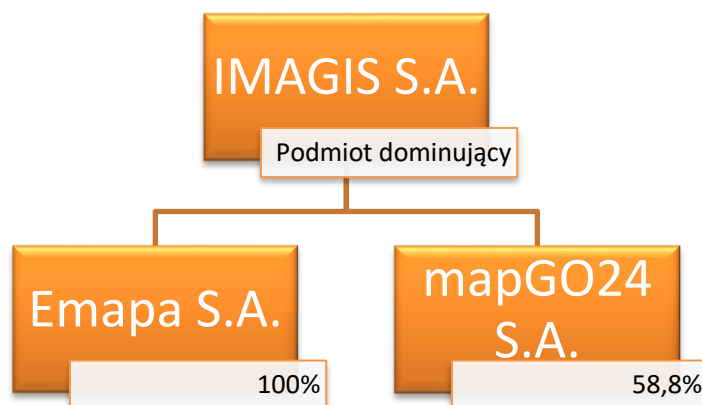 IMAGIS S.A.
Podmiot dominujący
Emapa S.A.
100%
mapGO24
S.A.
58,8%